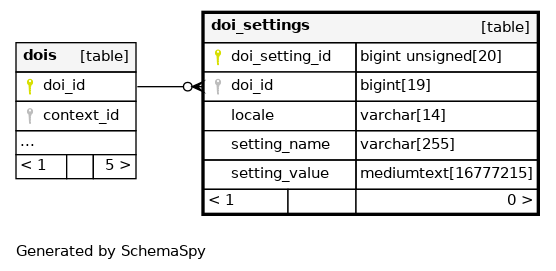 dois [table]
doi_id
context_id
...
< 1 5 >
doi_settings [table]
doi_setting_id bigint unsigned[20]
doi_id bigint[19]
locale varchar[14]
setting_name varchar[255]
setting_value mediumtext[16777215]
< 1 0 >
Generated by SchemaSpy